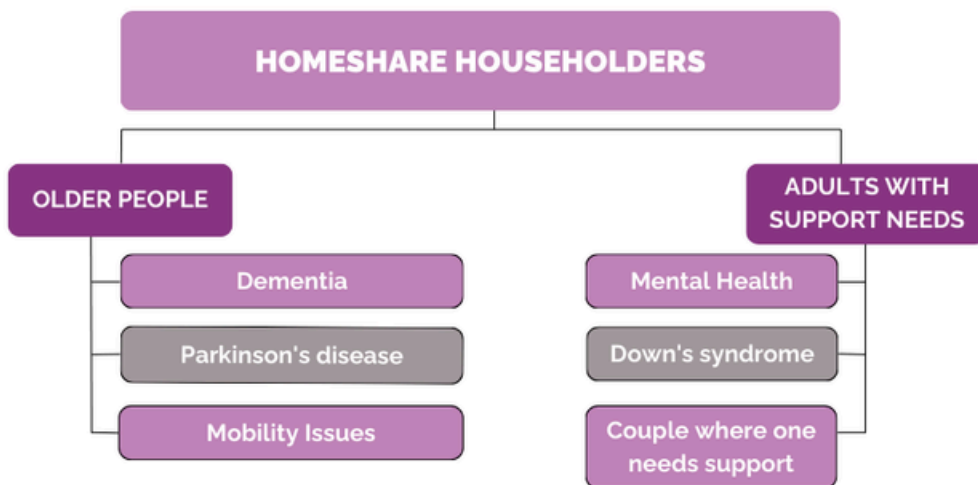 HOMESHARE HOUSEHOLDERS
OLDER PEOPLE
Dementia
Parkinson's disease
Mobility Issues
ADULTS WITH
SUPPORT NEEDS
Mental Health
Down's syndrome
Couple where one
needs support